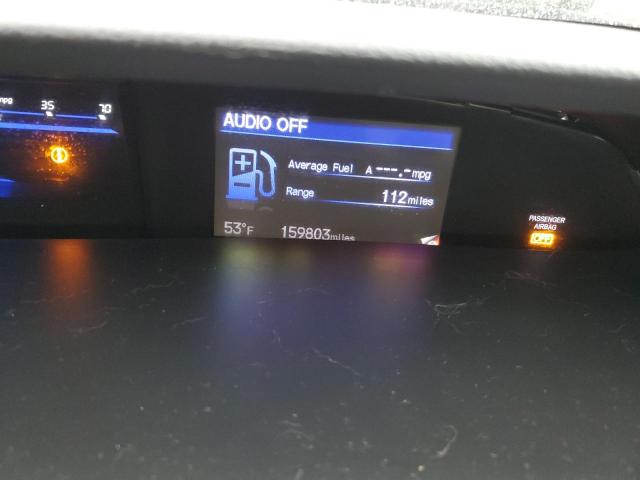 mpg 35 70
AUDIO OFF
Average Fuel A ---.- mpg
Range 112 miles
53°F 159803 miles
PASSENGER
AIRBAG
OFF